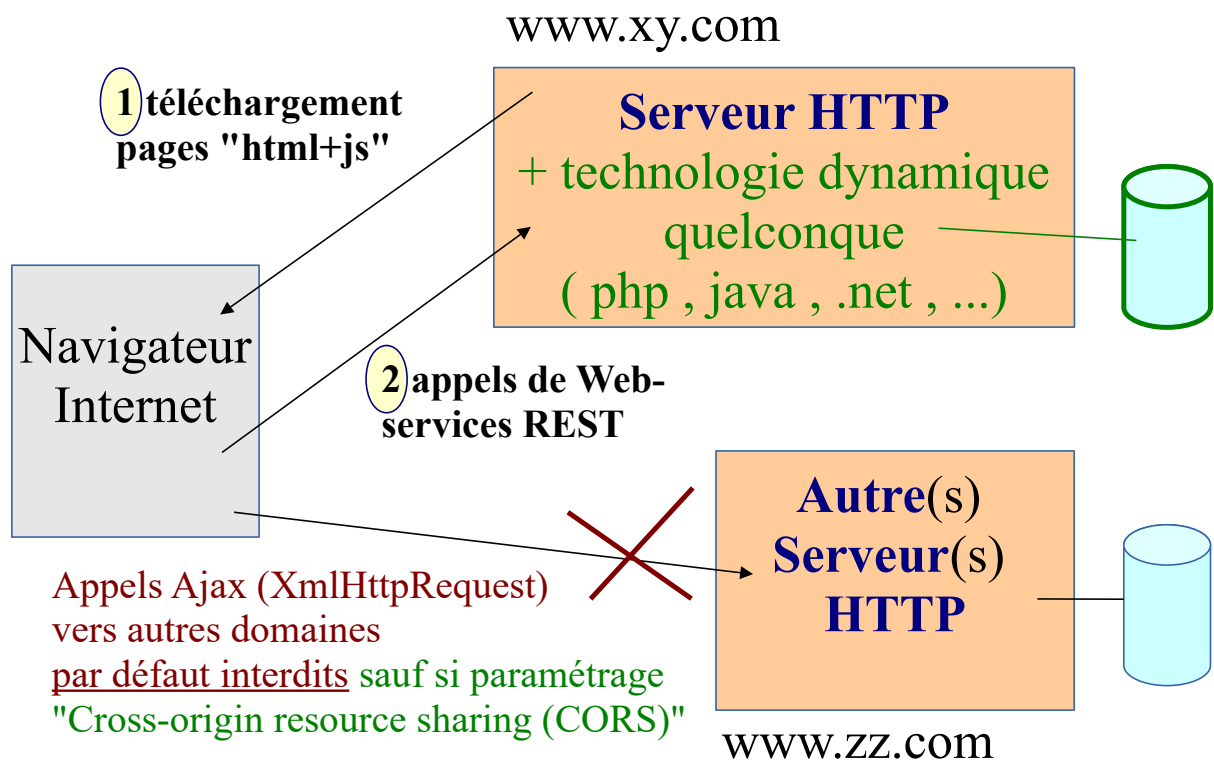 www.xy.com
1 téléchargement
pages "html+js"
Serveur HTTP
+ technologie dynamique
quelconque
( php , java , .net , ...)
Navigateur
Internet
2 appels de Web-
services REST
Autre(s)
Serveur(s)
HTTP
Appels Ajax (XmlHttpRequest)
vers autres domaines
par défaut interdits sauf si paramétrage
"Cross-origin resource sharing (CORS)"
www.zz.com